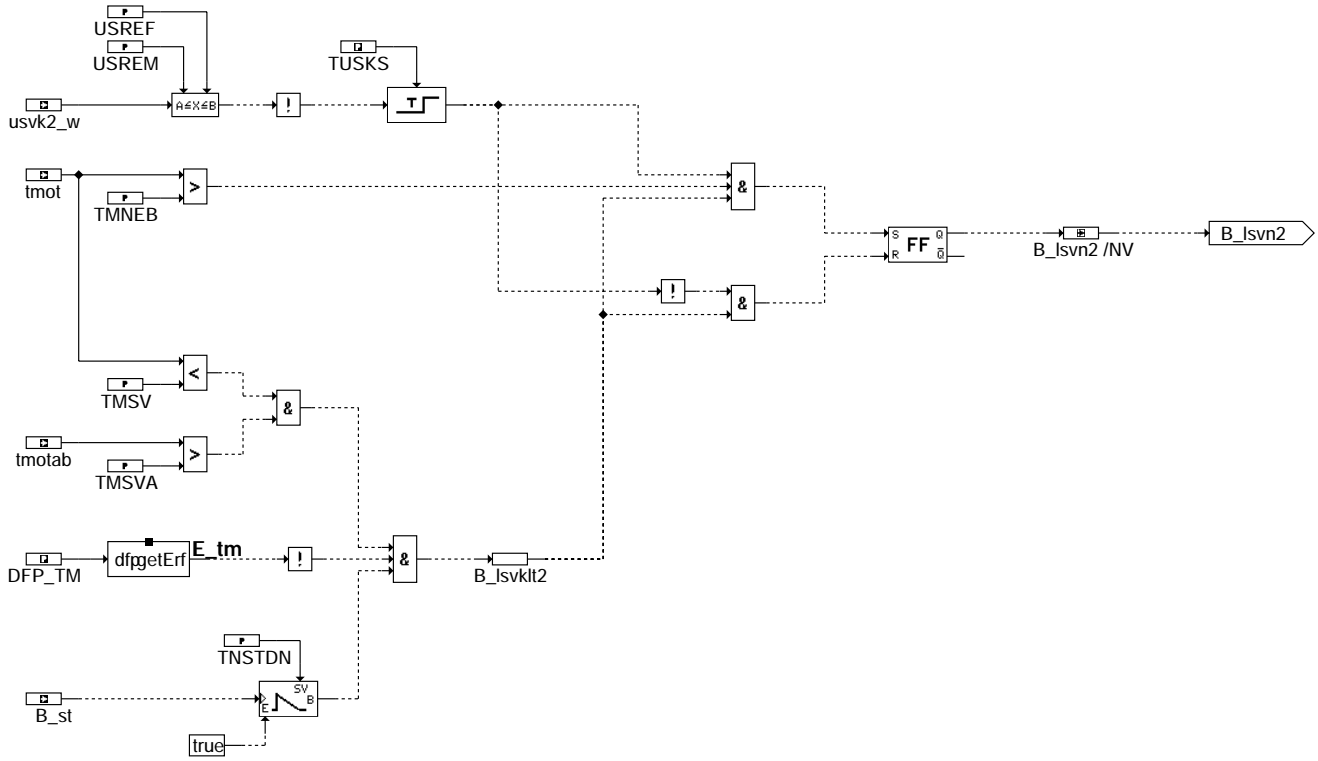 P
USREF
P
USREM
TUSKS
A≤X≤B
!
T
usvk2_w
tmot
>
P
TMNEB
&
S Q
R Q̅
FF
B_lsvn2 /NV
B_lsvn2
!
&
<
P
TMSV
&
tmotab
>
P
TMSVA
DFP_TM
dfpgetErf
E_tm
!
&
B_lsvklt2
P
TNSTDN
SV
B
E
B_st
true